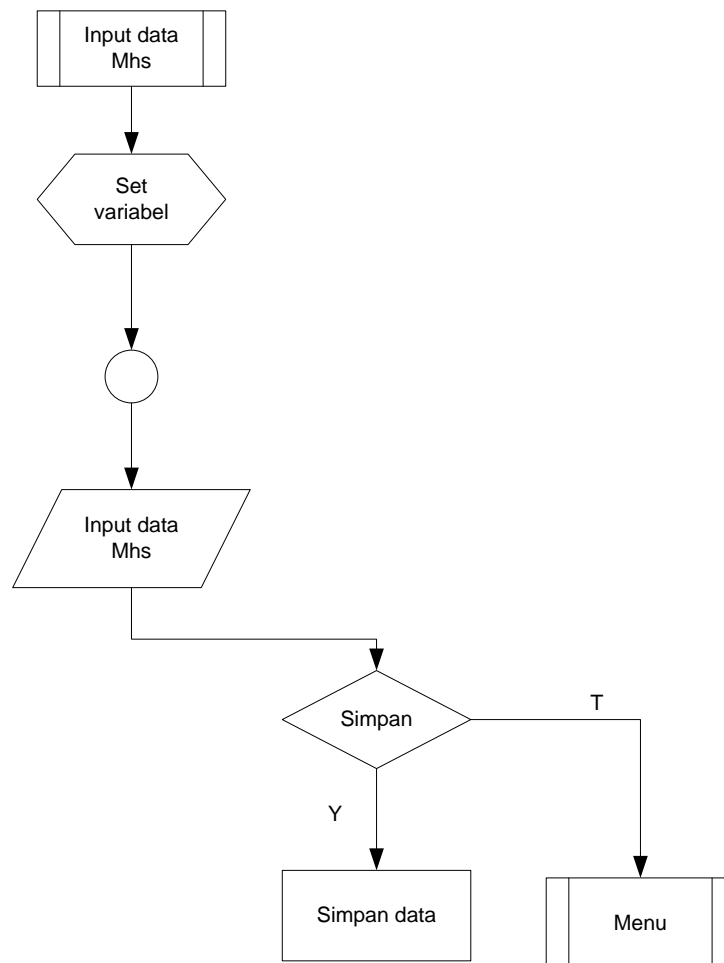 Input data
Mhs
Set
variabel
Input data
Mhs
Simpan
T
Y
Simpan data
Menu